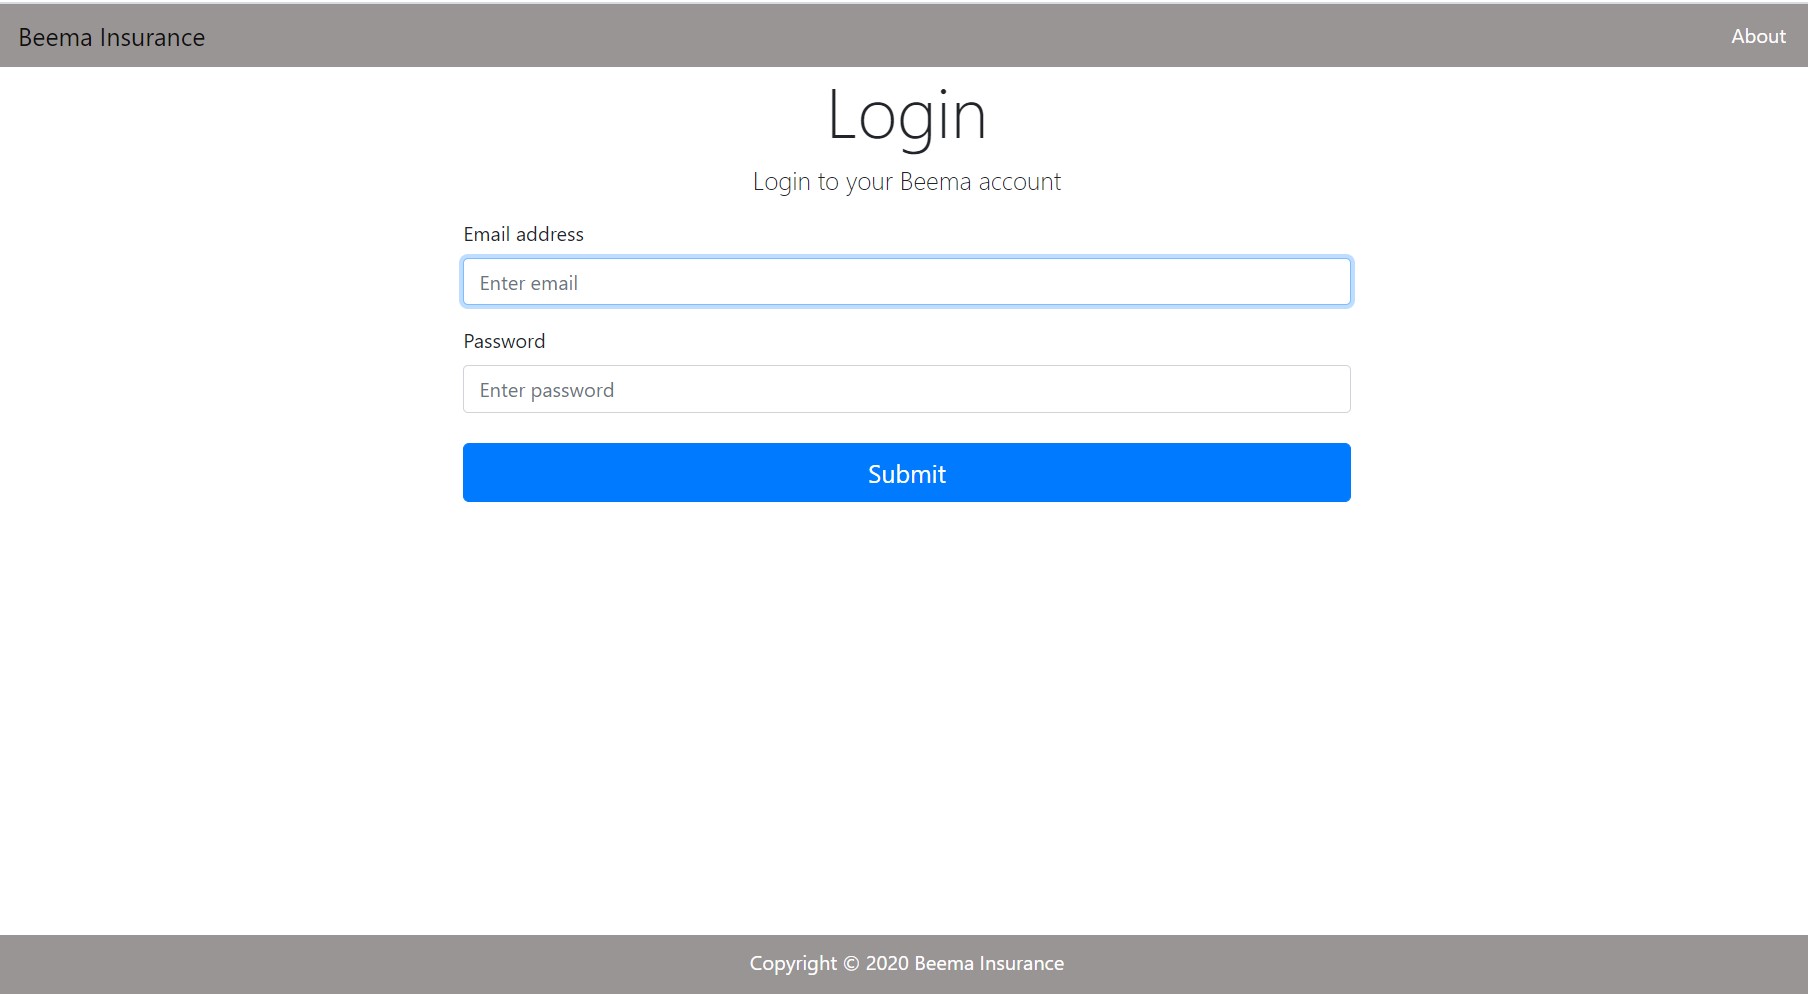 Beema Insurance
About
Login
Login to your Beema account
Email address
Enter email
Password
Enter password
Submit
Copyright © 2020 Beema Insurance